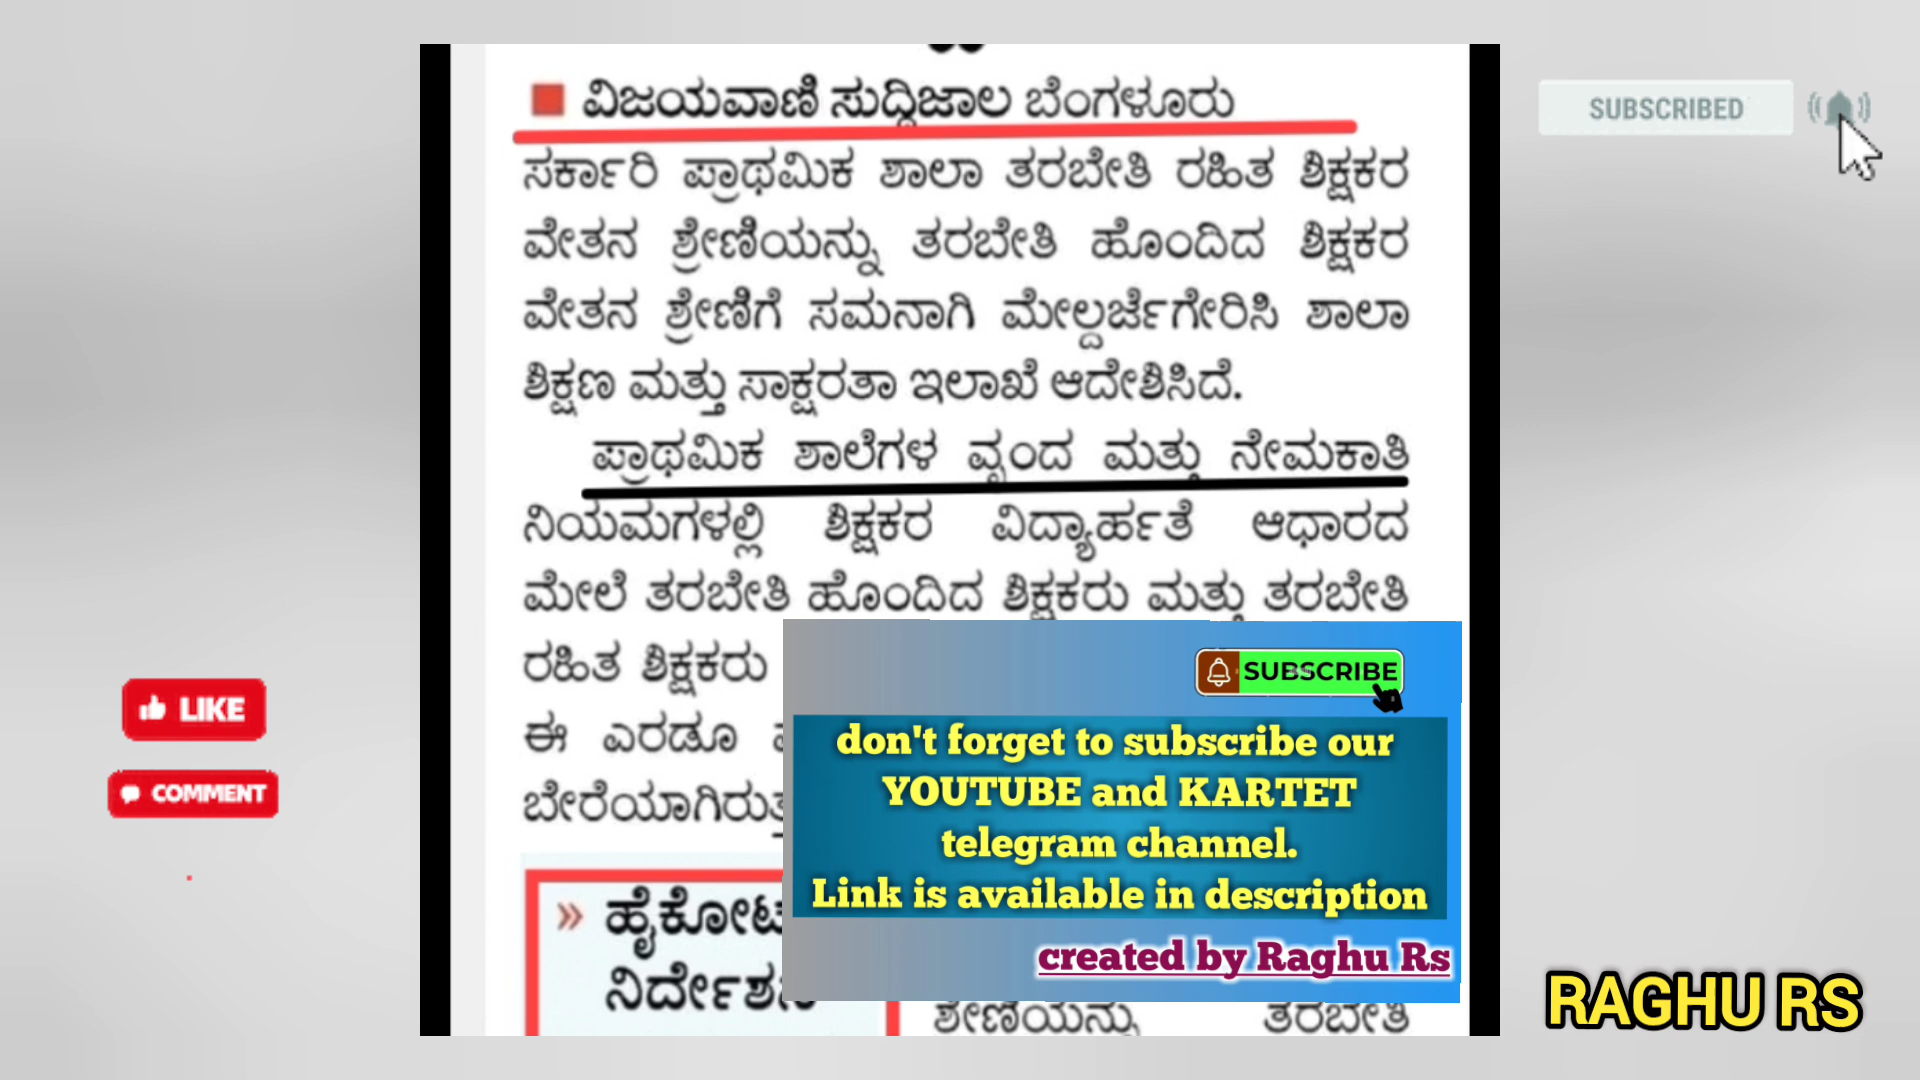 ವಿಜಯವಾಣಿ ಸುದ್ದಿಜಾಲ ಬೆಂಗಳೂರು
ಸರ್ಕಾರಿ ಪ್ರಾಥಮಿಕ ಶಾಲಾ ತರಬೇತಿ ರಹಿತ ಶಿಕ್ಷಕರ
ವೇತನ ಶ್ರೇಣಿಯನ್ನು ತರಬೇತಿ ಹೊಂದಿದ ಶಿಕ್ಷಕರ
ವೇತನ ಶ್ರೇಣಿಗೆ ಸಮನಾಗಿ ಮೇಲ್ದರ್ಜೆಗೇರಿಸಿ ಶಾಲಾ
ಶಿಕ್ಷಣ ಮತ್ತು ಸಾಕ್ಷರತಾ ಇಲಾಖೆ ಆದೇಶಿಸಿದೆ.
ಪ್ರಾಥಮಿಕ ಶಾಲೆಗಳ ವೃಂದ ಮತ್ತು ನೇಮಕಾತಿ
ನಿಯಮಗಳಲ್ಲಿ ಶಿಕ್ಷಕರ ವಿದ್ಯಾರ್ಹತೆ ಆಧಾರದ
ಮೇಲೆ ತರಬೇತಿ ಹೊಂದಿದ ಶಿಕ್ಷಕರು ಮತ್ತು ತರಬೇತಿ
ರಹಿತ ಶಿಕ್ಷಕರು
ಈ ಎರಡೂ
» ಹೈಕೋರ್ಟ
ಶ್ರೇಣಿಯನ್ನು ತರಬೇತಿ
SUBSCRIBE
don't forget to subscribe our
YOUTUBE and KARTET
telegram channel.
Link is available in description
created by Raghu Rs
SUBSCRIBED
LIKE
COMMENT
RAGHU RS